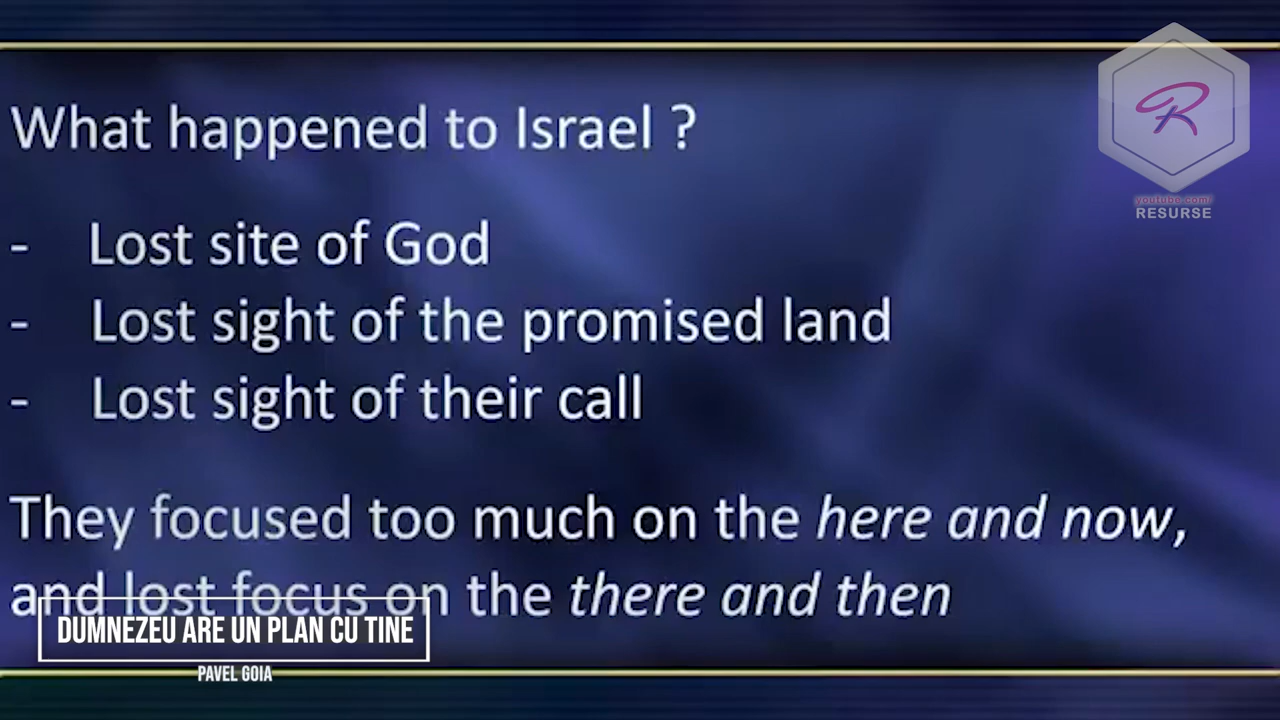 What happened to Israel ?
- Lost site of God
- Lost sight of the promised land
- Lost sight of their call
They focused too much on the here and now,
and lost focus on the there and then
DUMNEZEU ARE UN PLAN CU TINE
PAVEL GOIA
R
youtube.com/
RESURSE